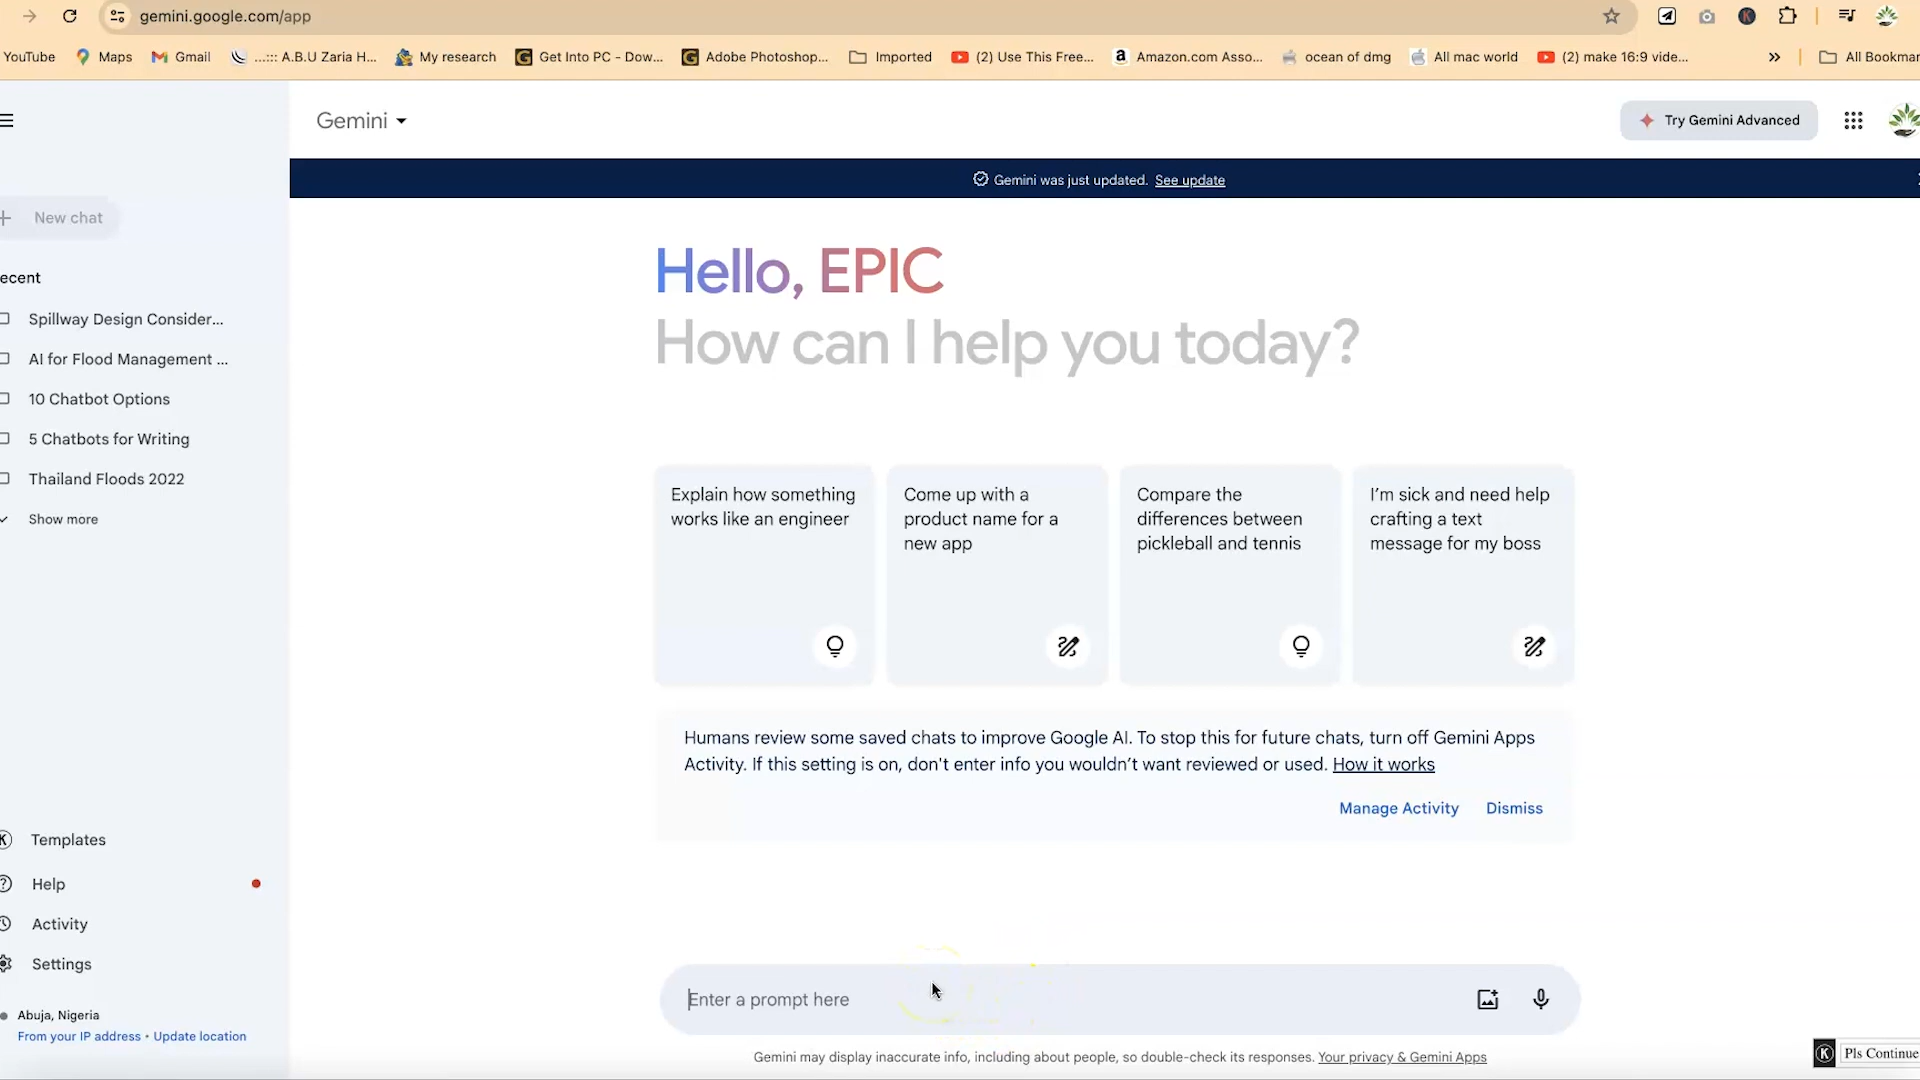 gemini.google.com/app
YouTube
Maps
Gmail
...::: A.B.U Zaria H...
My research
Get Into PC - Dow...
Adobe Photoshop...
Imported
(2) Use This Free...
Amazon.com Asso...
ocean of dmg
All mac world
(2) make 16:9 vide...
All Bookmar
Gemini
Try Gemini Advanced
Gemini was just updated. See update
New chat
ecent
Spillway Design Consider...
AI for Flood Management ...
10 Chatbot Options
5 Chatbots for Writing
Thailand Floods 2022
Show more
Hello, EPIC
How can I help you today?
Explain how something
works like an engineer
Come up with a
product name for a
new app
Compare the
differences between
pickleball and tennis
I’m sick and need help
crafting a text
message for my boss
Humans review some saved chats to improve Google AI. To stop this for future chats, turn off Gemini Apps
Activity. If this setting is on, don't enter info you wouldn’t want reviewed or used. How it works
Manage Activity
Dismiss
Templates
Help
Activity
Settings
Abuja, Nigeria
From your IP address • Update location
Enter a prompt here
Gemini may display inaccurate info, including about people, so double-check its responses. Your privacy & Gemini Apps
K
Pls Continue